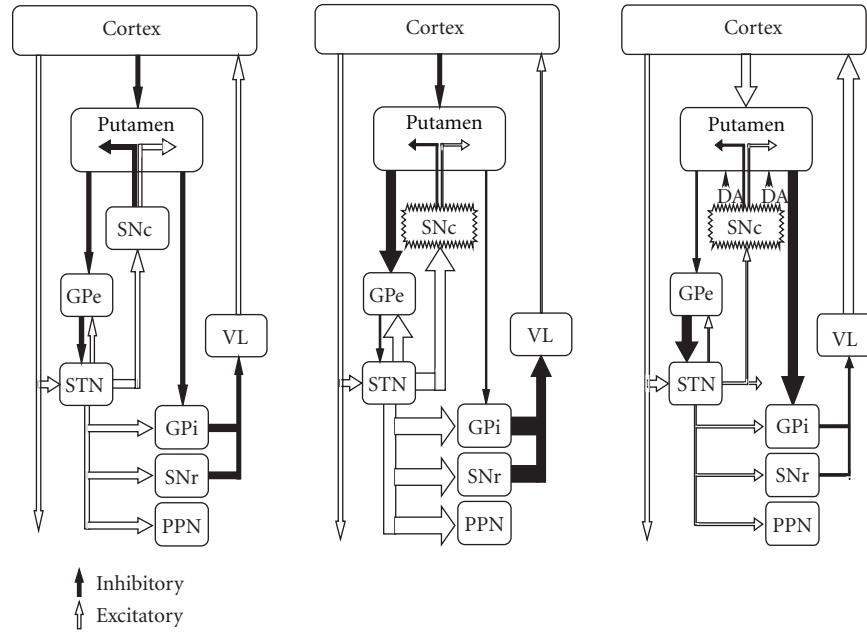 Cortex
Putamen
SNc
GPe
VL
STN
GPi
SNr
PPN
Cortex
Putamen
SNc
GPe
VL
STN
GPi
SNr
PPN
Cortex
Putamen
DA DA
SNc
GPe
VL
STN
GPi
SNr
PPN
Inhibitory
Excitatory